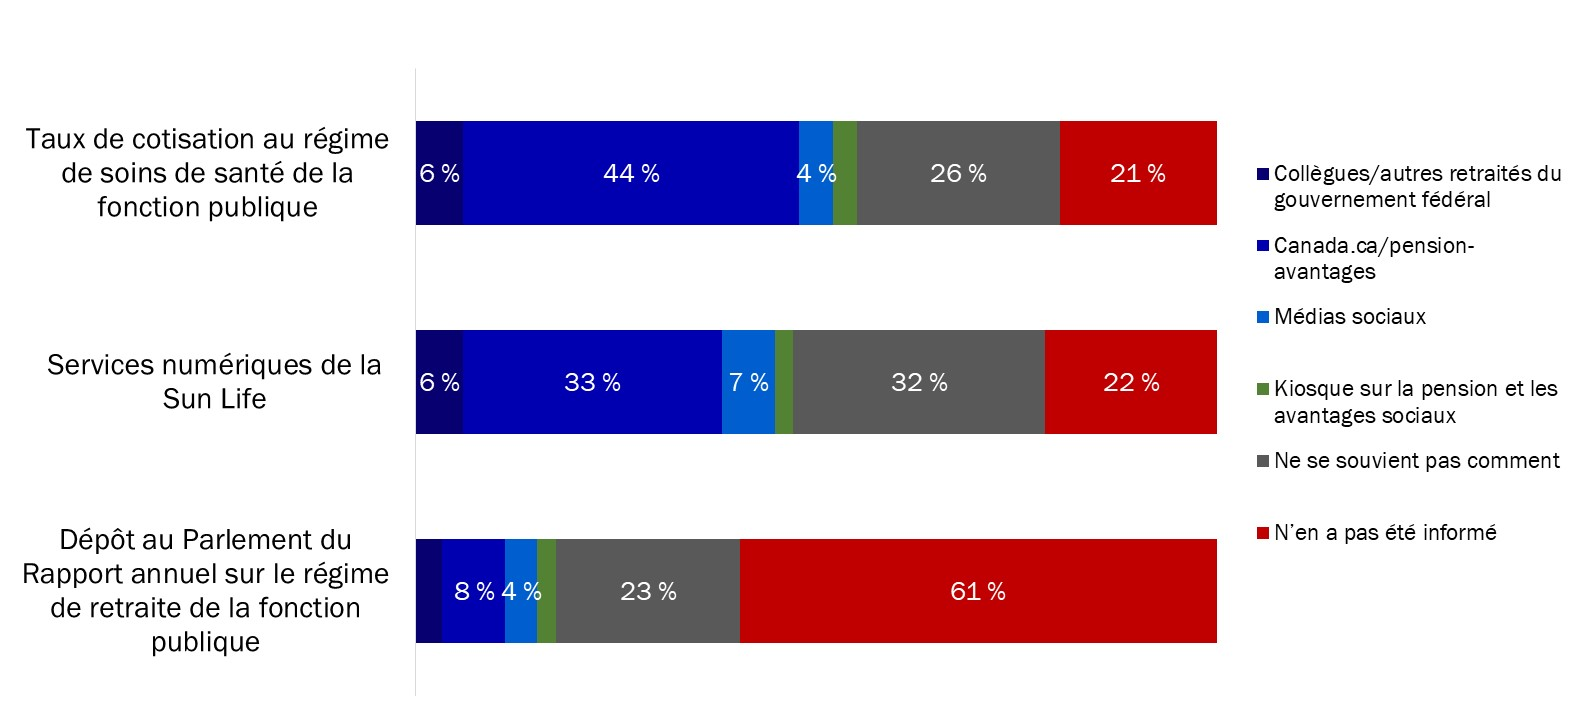 Taux de cotisation au régime
de soins de santé de la
fonction publique
6 %
44 %
4 %
26 %
21 %
Services numériques de la
Sun Life
6 %
33 %
7 %
32 %
22 %
Dépôt au Parlement du
Rapport annuel sur le régime
de retraite de la fonction
publique
8 %
4 %
23 %
61 %
Collègues/autres retraités du
gouvernement fédéral
Canada.ca/pension-
avantages
Médias sociaux
Kiosque sur la pension et les
avantages sociaux
Ne se souvient pas comment
N’en a pas été informé